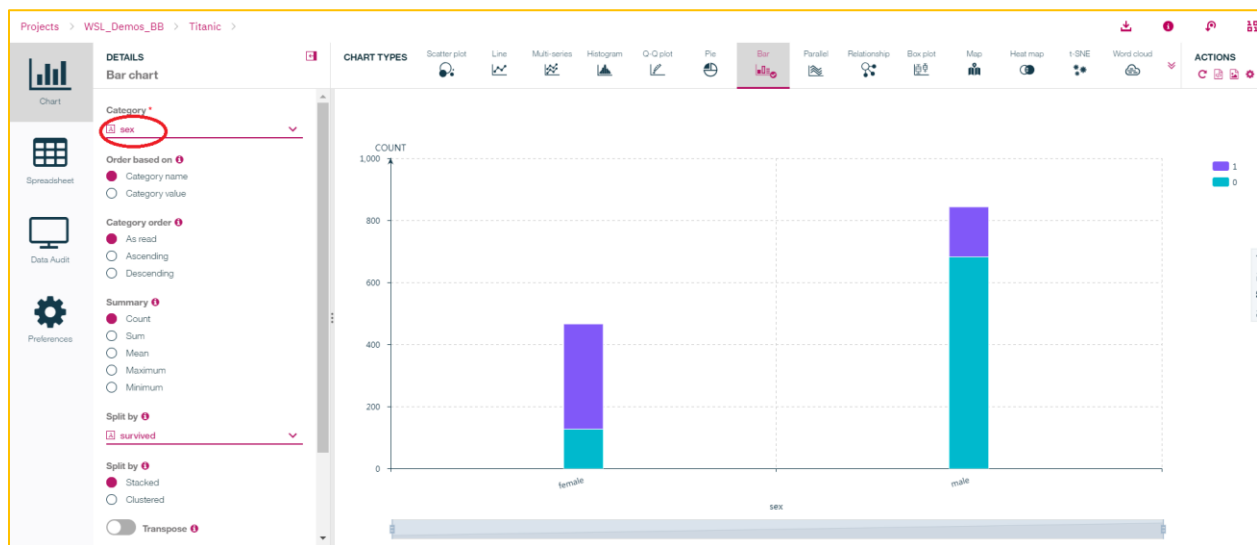 Projects > WSL_Demos_BB > Titanic >
Chart
Spreadsheet
Data Audit
Preferences
DETAILS
Bar chart
Category *
sex
Order based on
Category name
Category value
Category order
As read
Ascending
Descending
Summary
Count
Sum
Mean
Maximum
Minimum
Split by
survived
Split by
Stacked
Clustered
Transpose
CHART TYPES
Scatter plot
Line
Multi-series
Histogram
Q-Q plot
Pie
Bar
Parallel
Relationship
Box plot
Map
Heat map
t-SNE
Word cloud
ACTIONS
COUNT
1,000
800
600
400
200
0
female
male
sex
1
0